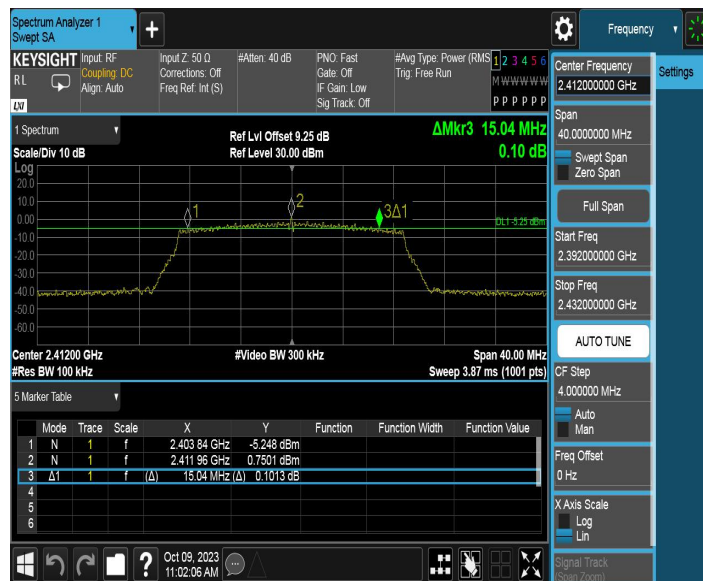 Spectrum Analyzer 1
Swept SA
+
Frequency
KEYSIGHT
RL
LXI
Input: RF
Coupling: DC
Align: Auto
Input Z: 50 Ω
Corrections: Off
Freq Ref: Int (S)
#Atten: 40 dB
PNO: Fast
Gate: Off
IF Gain: Low
Sig Track: Off
#Avg Type: Power (RMS
Trig: Free Run
1 2 3 4 5 6
M W W W W W
P P P P P P
1 Spectrum
Scale/Div 10 dB
Ref Lvl Offset 9.25 dB
Ref Level 30.00 dBm
ΔMkr3 15.04 MHz
0.10 dB
Log
20.0
10.0
0.00
-10.0
-20.0
-30.0
-40.0
-50.0
-60.0
1
2
3Δ1
DL1 -5.25 dBm
Center 2.41200 GHz
#Res BW 100 kHz
#Video BW 300 kHz
Span 40.00 MHz
Sweep 3.87 ms (1001 pts)
5 Marker Table
Mode Trace Scale X Y Function Function Width Function Value
1 N 1 f 2.403 84 GHz -5.248 dBm
2 N 1 f 2.411 96 GHz 0.7501 dBm
3 Δ1 1 f (Δ) 15.04 MHz (Δ) 0.1013 dB
4
5
6
?
Oct 09, 2023
11:02:06 AM
Center Frequency
2.412000000 GHz
Span
40.0000000 MHz
Swept Span
Zero Span
Full Span
Start Freq
2.392000000 GHz
Stop Freq
2.432000000 GHz
AUTO TUNE
CF Step
4.000000 MHz
Auto
Man
Freq Offset
0 Hz
X Axis Scale
Log
Lin
Signal Track
(Span Zoom)
Settings